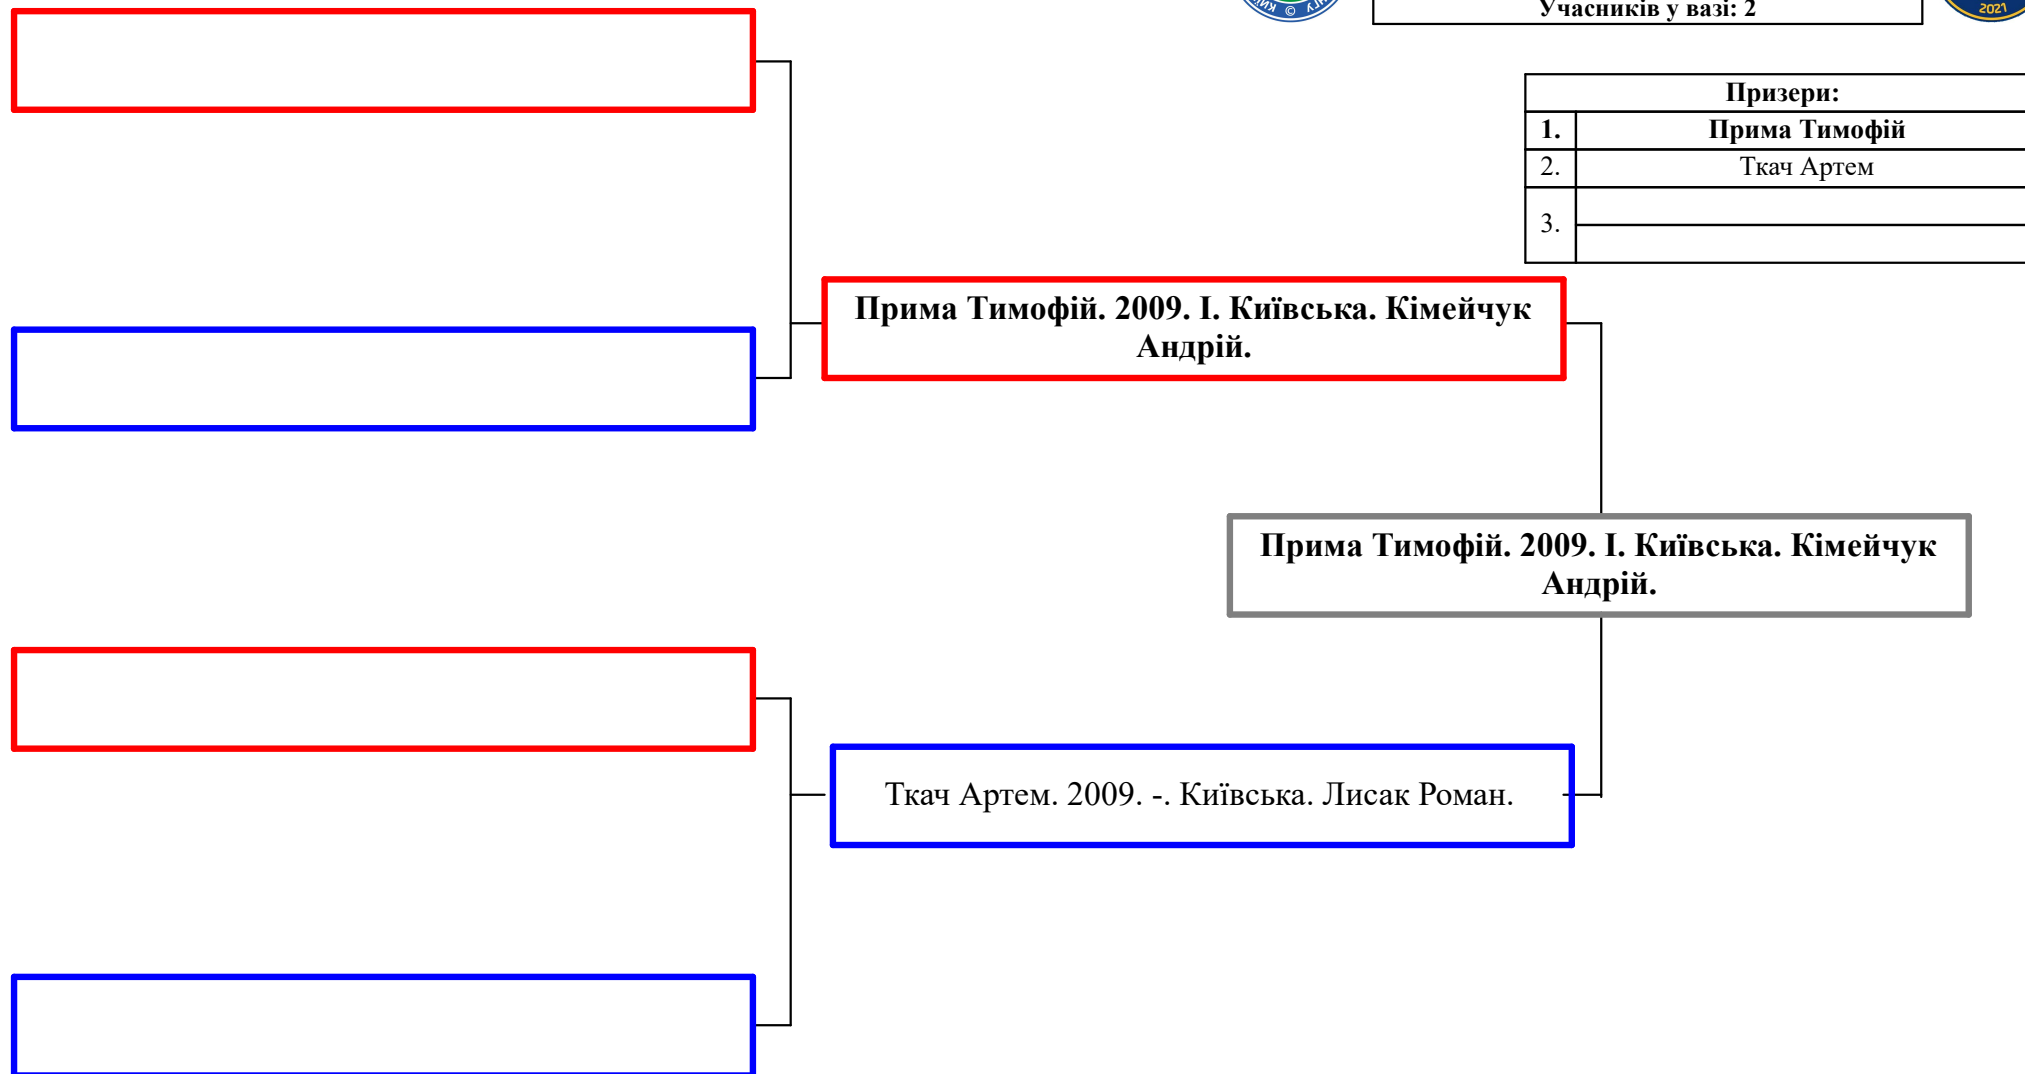 Учасників у вазі: 2
2021
Призери:
1. Прима Тимофій
2. Ткач Артем
3.
Прима Тимофій. 2009. І. Київська. Кімейчук
Андрій.
Прима Тимофій. 2009. І. Київська. Кімейчук
Андрій.
Ткач Артем. 2009. -. Київська. Лисак Роман.